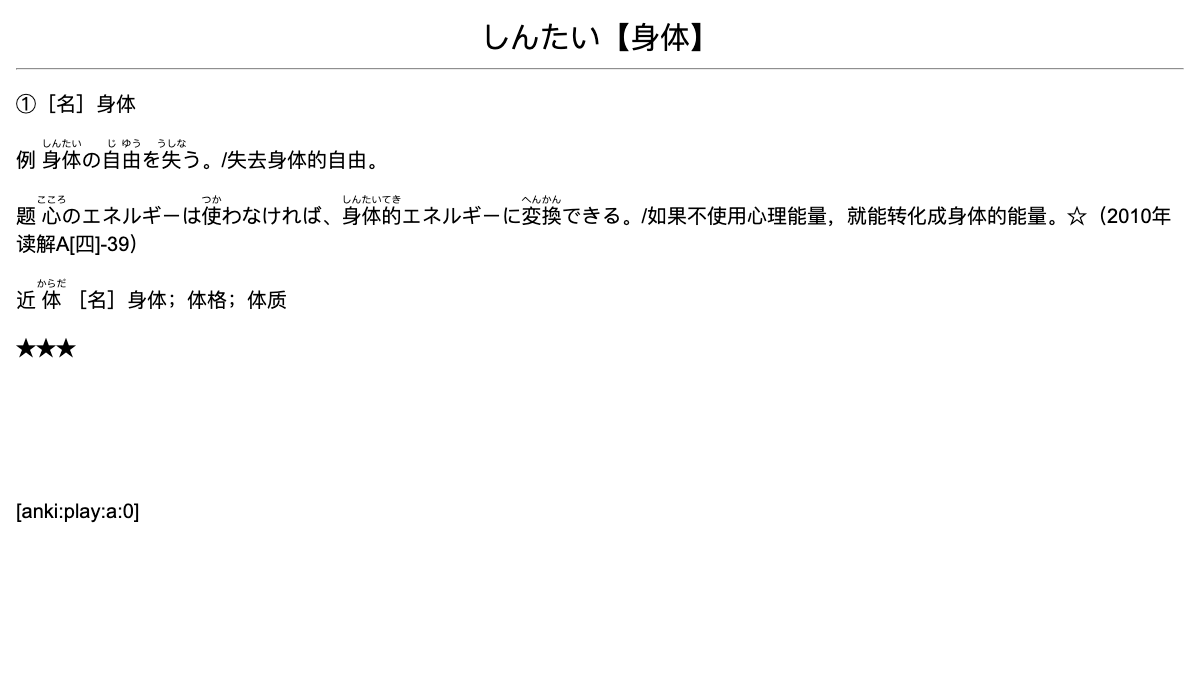 しんたい【身体】
①［名］身体
しんたい じ ゆう うしな
例 身体の自由を失う。/失去身体的自由。
こころ つか しんたいてき へんかん
题 心のエネルギーは使わなければ、身体的エネルギーに変換できる。/如果不使用心理能量，就能转化成身体的能量。☆（2010年
读解A[四]-39）
からだ
近 体 ［名］身体；体格；体质
★★★
[anki:play:a:0]